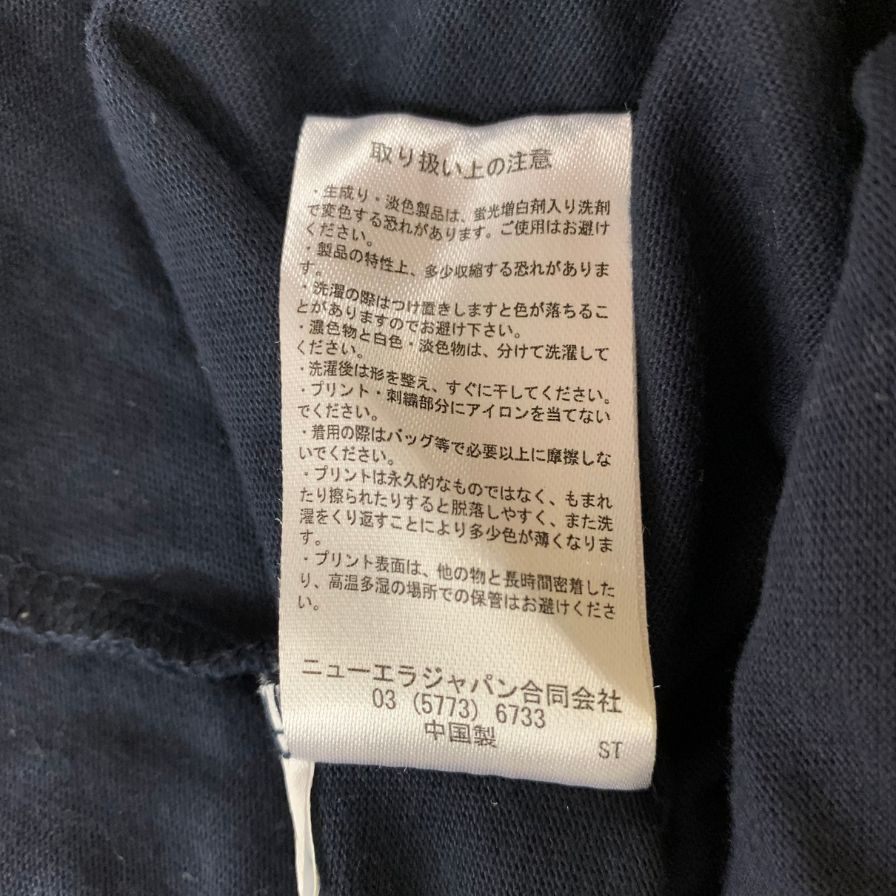 取り扱い上の注意
・生成り・淡色製品は、蛍光増白剤入り洗剤
で変色する恐れがあります。ご使用はお避け
ください。
・製品の特性上、多少収縮する恐れがありま
す。
・洗濯の際はつけ置きしますと色が落ちるこ
とがありますのでお避け下さい。
・濃色物と白色・淡色物は、分けて洗濯して
ください。
・洗濯後は形を整え、すぐに干してください。
・プリント・刺繍部分にアイロンを当てない
でください。
・着用の際はバッグ等で必要以上に摩擦しな
いでください。
・プリントは永久的なものではなく、もまれ
たり擦られたりすると脱落しやすく、また洗
濯をくり返すことにより多少色が薄くなりま
す。
・プリント表面は、他の物と長時間密着した
り、高温多湿の場所での保管はお避けくださ
い。
ニューエラジャパン合同会社
03 (5773) 6733
中国製
ST